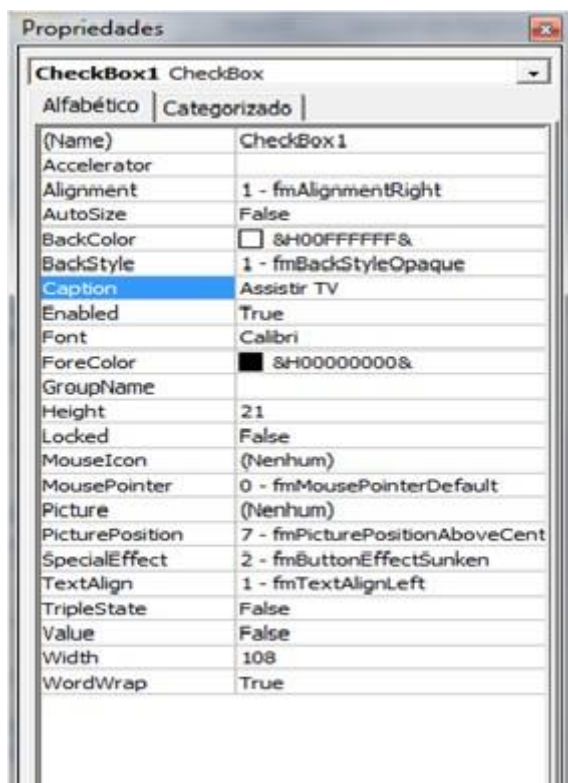 Propriedades
CheckBox1 CheckBox
Alfabético Categorizado
(Name) CheckBox1
Accelerator
Alignment 1 - fmAlignmentRight
AutoSize False
BackColor &H00FFFFFF&
BackStyle 1 - fmBackStyleOpaque
Caption Assistir TV
Enabled True
Font Calibri
ForeColor &H00000000&
GroupName
Height 21
Locked False
MouseIcon (Nenhum)
MousePointer 0 - fmMousePointerDefault
Picture (Nenhum)
PicturePosition 7 - fmPicturePositionAboveCent
SpecialEffect 2 - fmButtonEffectSunken
TextAlign 1 - fmTextAlignLeft
TripleState False
Value False
Width 108
WordWrap True